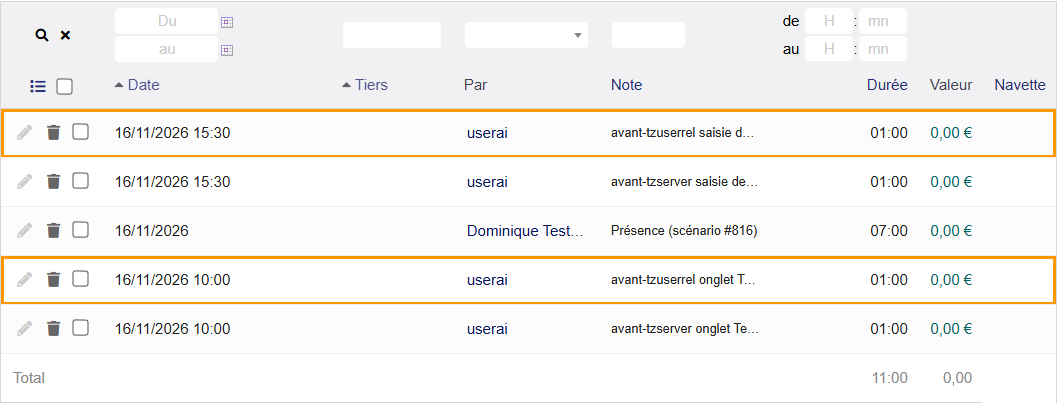 Du
au
de H : mn
au H : mn
Date Tiers Par Note Durée Valeur Navette
16/11/2026 15:30 userai avant-tzuserrel saisie d… 01:00 0,00 €
16/11/2026 15:30 userai avant-tzserver saisie de… 01:00 0,00 €
16/11/2026 Dominique Test… Présence (scénario #816) 07:00 0,00 €
16/11/2026 10:00 userai avant-tzuserrel onglet T… 01:00 0,00 €
16/11/2026 10:00 userai avant-tzserver onglet Te… 01:00 0,00 €
Total 11:00 0,00